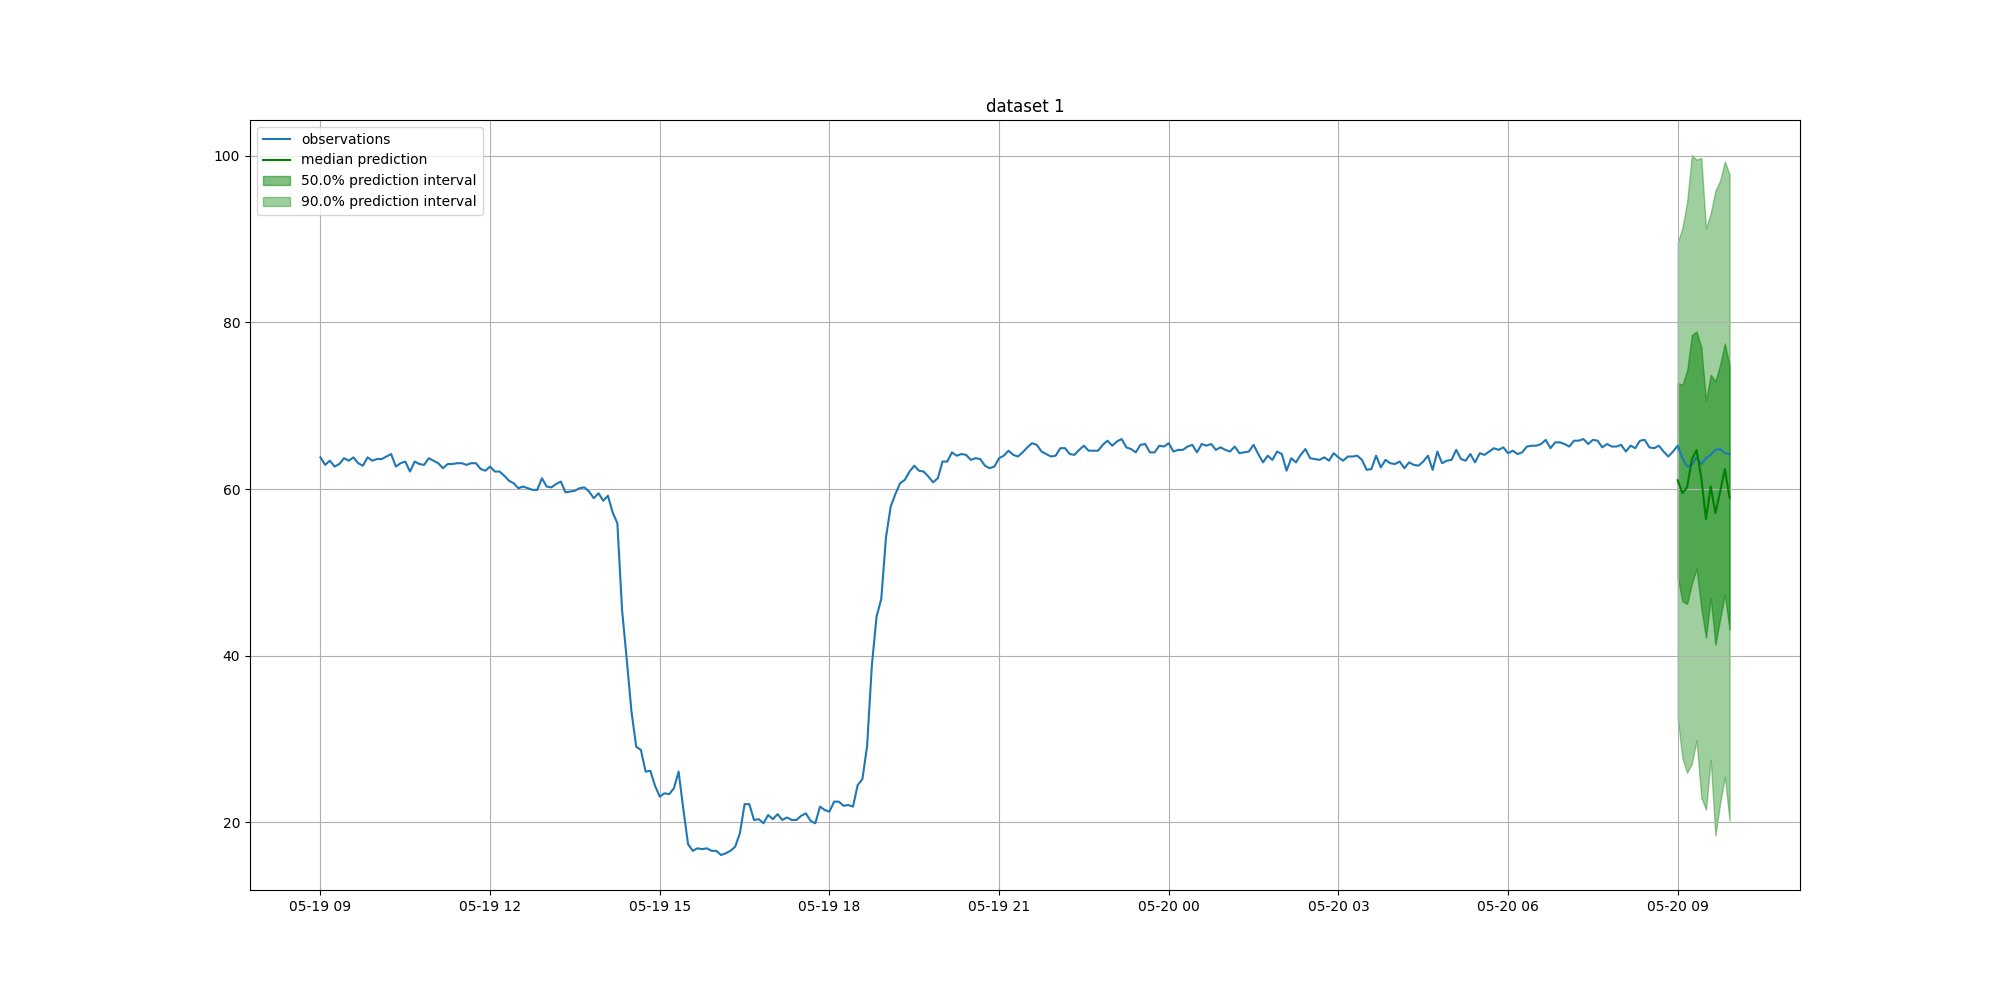 dataset 1
observations
median prediction
50.0% prediction interval
90.0% prediction interval
100
80
60
40
20
05-19 09
05-19 12
05-19 15
05-19 18
05-19 21
05-20 00
05-20 03
05-20 06
05-20 09